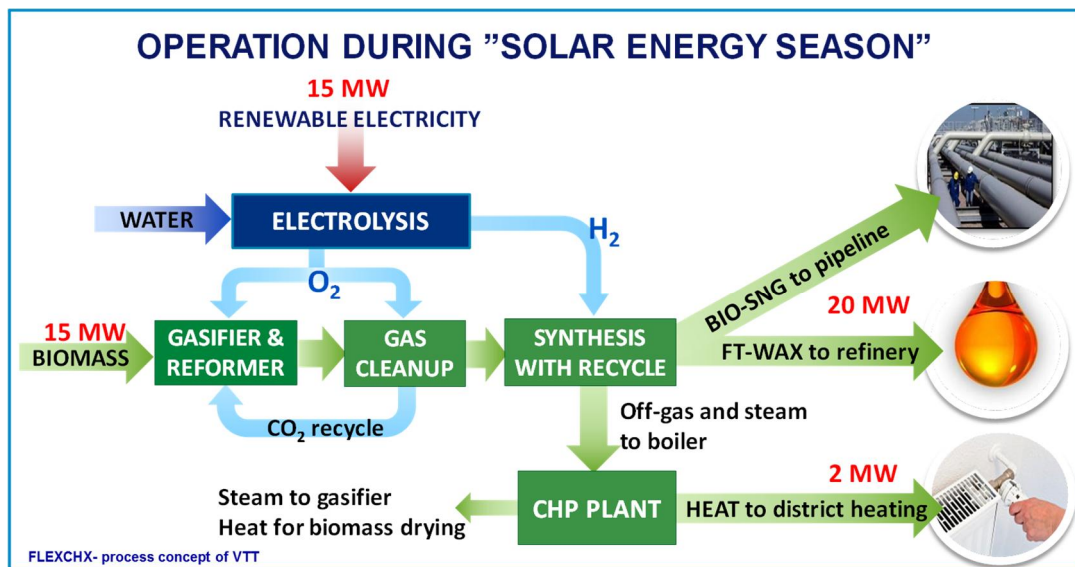 OPERATION DURING ”SOLAR ENERGY SEASON”
15 MW
RENEWABLE ELECTRICITY
WATER
ELECTROLYSIS
H₂
O₂
BIO-SNG to pipeline
15 MW
BIOMASS
GASIFIER &
REFORMER
GAS
CLEANUP
SYNTHESIS
WITH RECYCLE
20 MW
FT-WAX to refinery
CO₂ recycle
Off-gas and steam
to boiler
Steam to gasifier
Heat for biomass drying
CHP PLANT
2 MW
HEAT to district heating
FLEXCHX- process concept of VTT